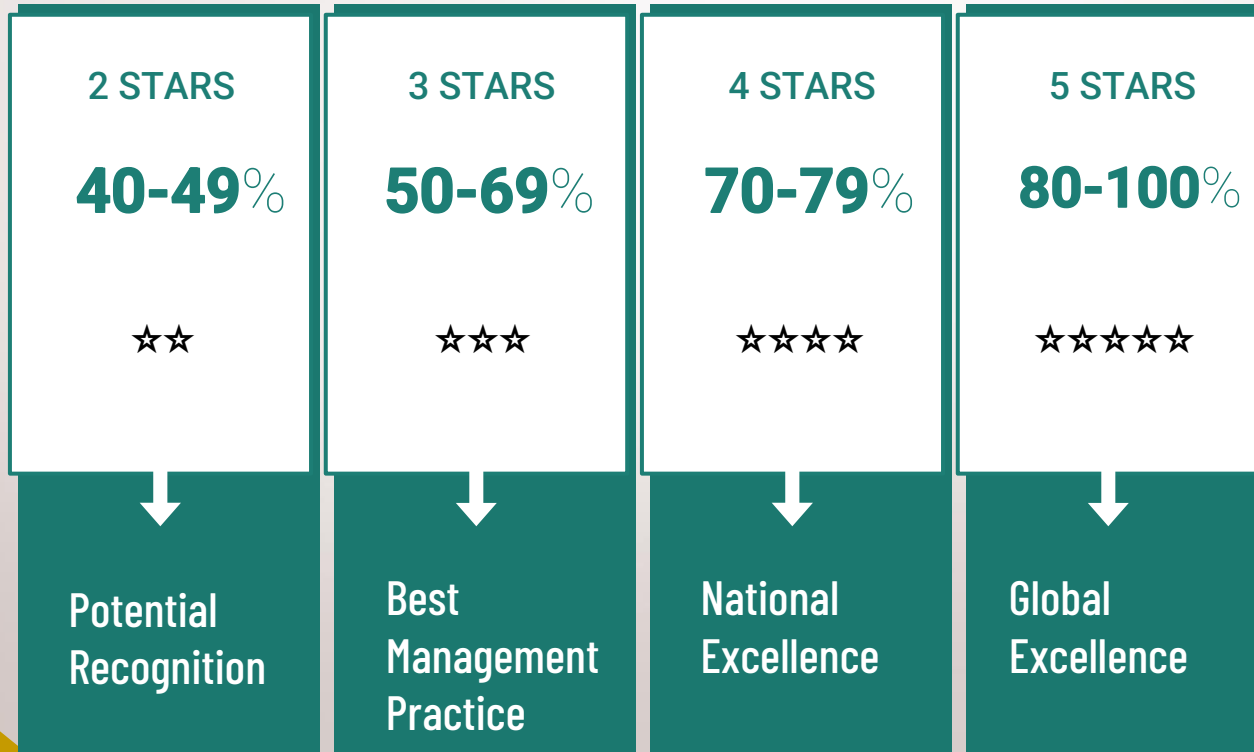 2 STARS
40-49%
☆☆
Potential
Recognition
3 STARS
50-69%
☆☆☆
Best
Management
Practice
4 STARS
70-79%
☆☆☆☆
National
Excellence
5 STARS
80-100%
☆☆☆☆☆
Global
Excellence